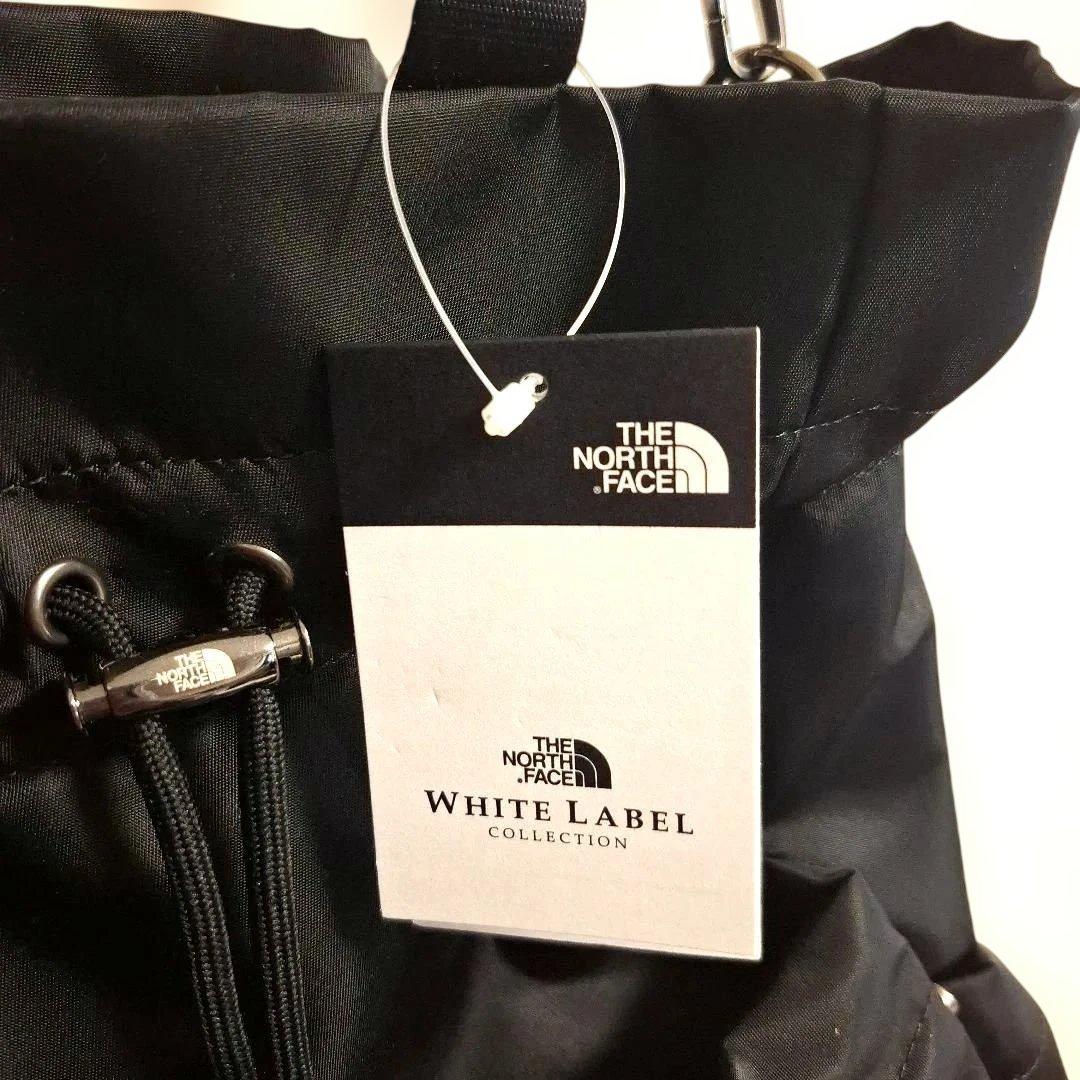 THE
NORTH
FACE
®
THE
NORTH
FACE
THE
NORTH
FACE
WHITE LABEL
COLLECTION